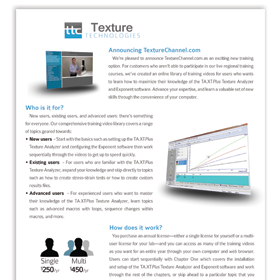 ttc Texture
TECHNOLOGIES
Announcing TextureChannel.com
We're pleased to announce TextureChannel.com as an exciting new training
option. For customers who aren't able to participate in our live regional training
courses, we've created an online library of training videos for users who want
to learn how to maximize their knowledge of the TA.XTPlus Texture Analyzer
and Exponent software. Advance your expertise, and learn a valuable set of new
skills through the convenience of your computer.
Who is it for?
New users, existing users, and advanced users: there's something
for everyone. Our comprehensive training video library covers a range
of topics geared towards:
• New users - Start with the basics such as setting up the TA.XTPlus
Texture Analyzer and configuring the Exponent software then work
sequentially through the videos to get up to speed quickly.
• Existing users - For users who are familiar with the TA.XTPlus
Texture Analyzer, expand your knowledge and skip directly to topics
such as how to create stress-strain tests or how to create custom
results files.
• Advanced users - For experienced users who want to master
their knowledge of the TA.XTPlus Texture Analyzer, learn topics
such as advanced macros with loops, sequence changes within
macros, and more.
Single Multi
$250/yr $450/yr
How does it work?
You purchase an annual license—either a single license for yourself or a multi-
user license for your lab—and you can access as many of the training videos
as you want for an entire year through your own computer and web browser.
Users can start sequentially with Chapter One which covers the installation
and setup of the TA.XTPlus Texture Analyzer and Exponent software and work
through the rest of the chapters, or skip ahead to a particular topic that you